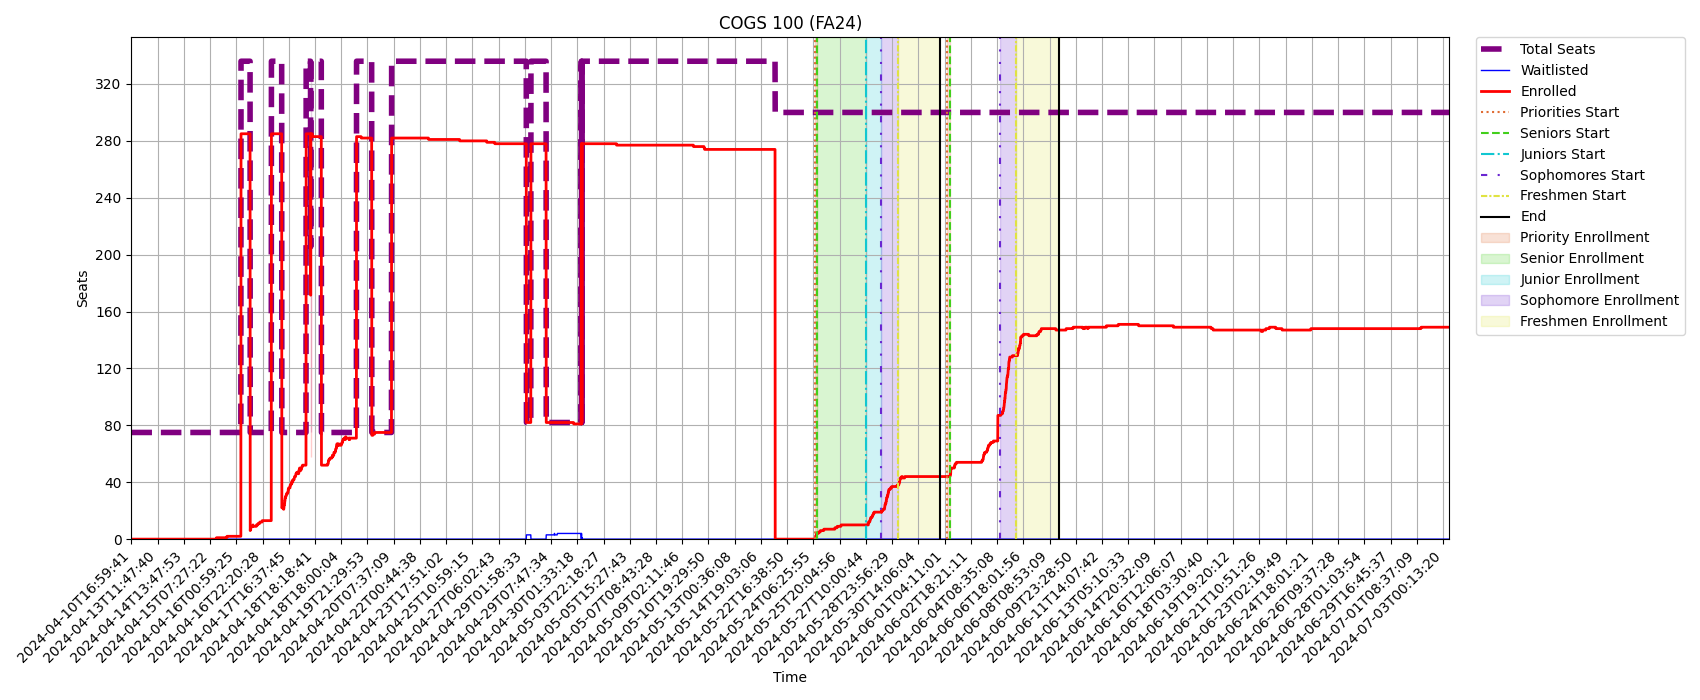 COGS 100 (FA24)
Seats
320
280
240
200
160
120
80
40
0
2024-04-10T16:59:41
2024-04-13T11:47:40
2024-04-14T13:47:53
2024-04-15T07:27:22
2024-04-16T00:59:25
2024-04-16T22:20:28
2024-04-17T16:37:45
2024-04-18T18:18:41
2024-04-18T18:00:04
2024-04-19T21:29:53
2024-04-20T07:37:09
2024-04-22T00:44:38
2024-04-23T17:51:02
2024-04-25T10:59:15
2024-04-27T06:02:43
2024-04-29T01:58:33
2024-04-29T07:47:34
2024-04-30T01:33:18
2024-05-03T22:18:27
2024-05-05T15:27:43
2024-05-07T08:43:28
2024-05-09T02:11:46
2024-05-10T19:29:50
2024-05-13T00:36:08
2024-05-14T19:03:06
2024-05-22T16:38:50
2024-05-24T06:25:55
2024-05-25T20:04:56
2024-05-27T10:00:44
2024-05-28T23:56:29
2024-05-30T14:06:04
2024-06-01T04:11:01
2024-06-02T18:21:11
2024-06-04T08:35:08
2024-06-06T18:01:56
2024-06-08T08:53:09
2024-06-09T23:28:50
2024-06-11T14:07:42
2024-06-13T05:10:33
2024-06-14T20:32:09
2024-06-16T12:06:07
2024-06-18T03:30:40
2024-06-19T19:20:12
2024-06-21T10:51:26
2024-06-23T02:19:49
2024-06-24T18:01:21
2024-06-26T09:37:28
2024-06-28T01:03:54
2024-06-29T16:45:37
2024-07-01T08:37:09
2024-07-03T00:13:20
Time
Total Seats
Waitlisted
Enrolled
Priorities Start
Seniors Start
Juniors Start
Sophomores Start
Freshmen Start
End
Priority Enrollment
Senior Enrollment
Junior Enrollment
Sophomore Enrollment
Freshmen Enrollment